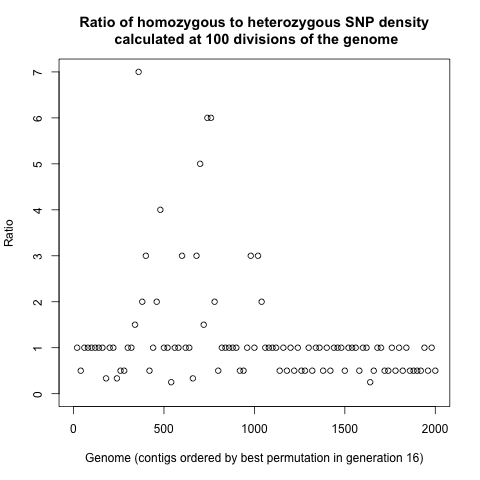 Ratio of homozygous to heterozygous SNP density
calculated at 100 divisions of the genome
7
6
5
4
3
2
1
0
Ratio
0 500 1000 1500 2000
Genome (contigs ordered by best permutation in generation 16)